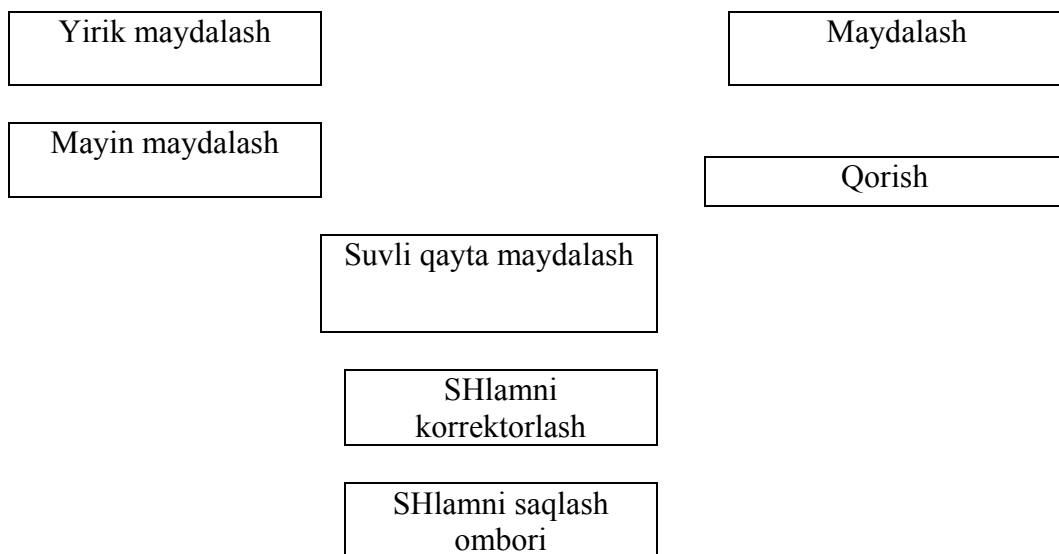 Yirik maydalash
Maydalash
Mayin maydalash
Qorish
Suvli qayta maydalash
SHlamni
korrektorlash
SHlamni saqlash
ombori